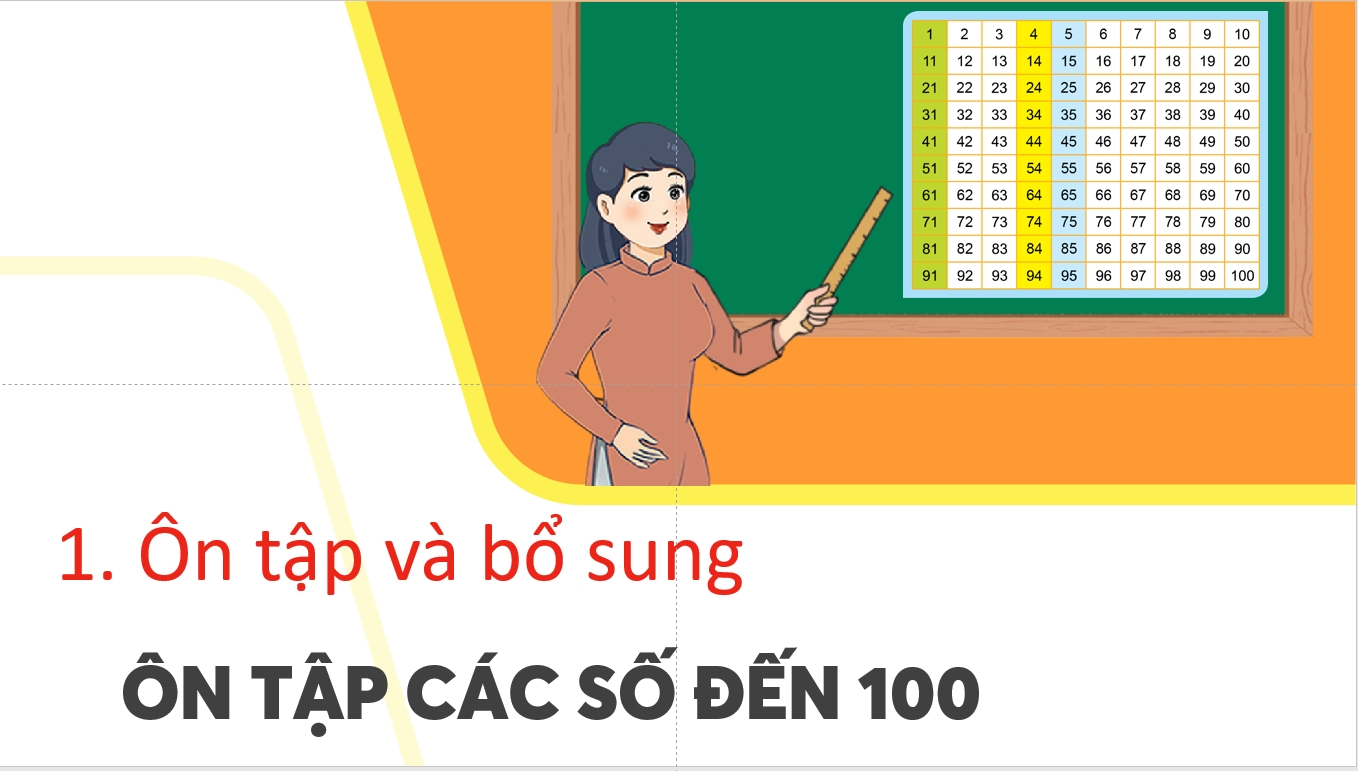 1 2 3 4 5 6 7 8 9 10
11 12 13 14 15 16 17 18 19 20
21 22 23 24 25 26 27 28 29 30
31 32 33 34 35 36 37 38 39 40
41 42 43 44 45 46 47 48 49 50
51 52 53 54 55 56 57 58 59 60
61 62 63 64 65 66 67 68 69 70
71 72 73 74 75 76 77 78 79 80
81 82 83 84 85 86 87 88 89 90
91 92 93 94 95 96 97 98 99 100
1. Ôn tập và bổ sung
ÔN TẬP CÁC SỐ ĐẾN 100